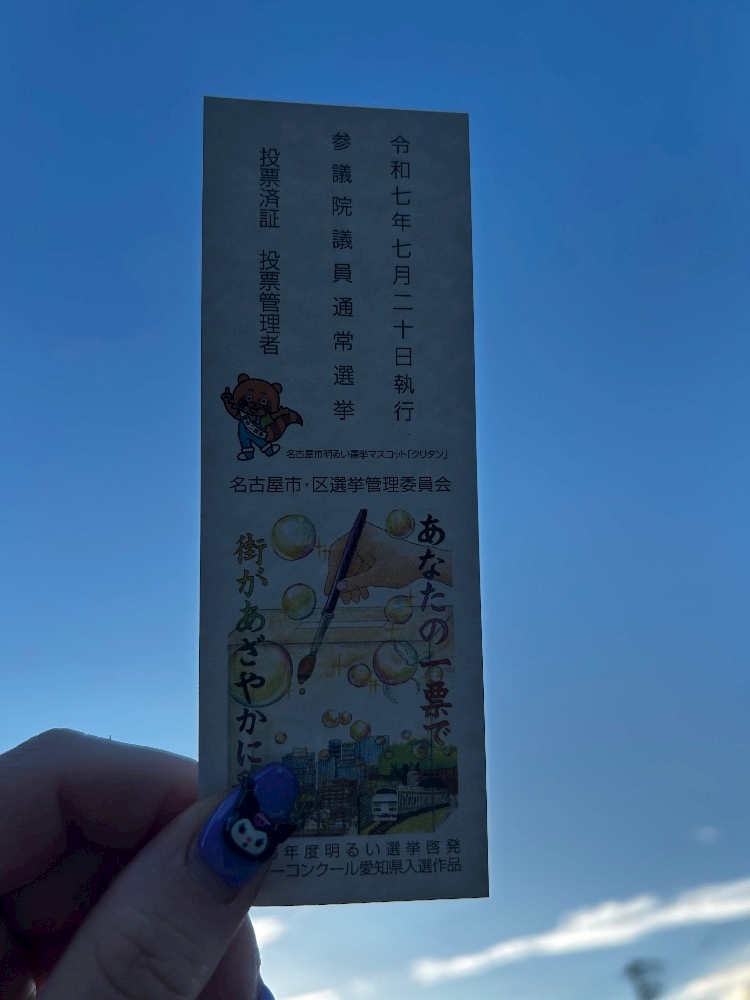 令和七年七月二十日執行
参議院議員通常選挙
投票済証 投票管理者
名古屋市明るい選挙マスコット「クリタン」
名古屋市・区選挙管理委員会
あなたの一票で
街があざやかに
年度明るい選挙啓発
ーコンクール愛知県入選作品